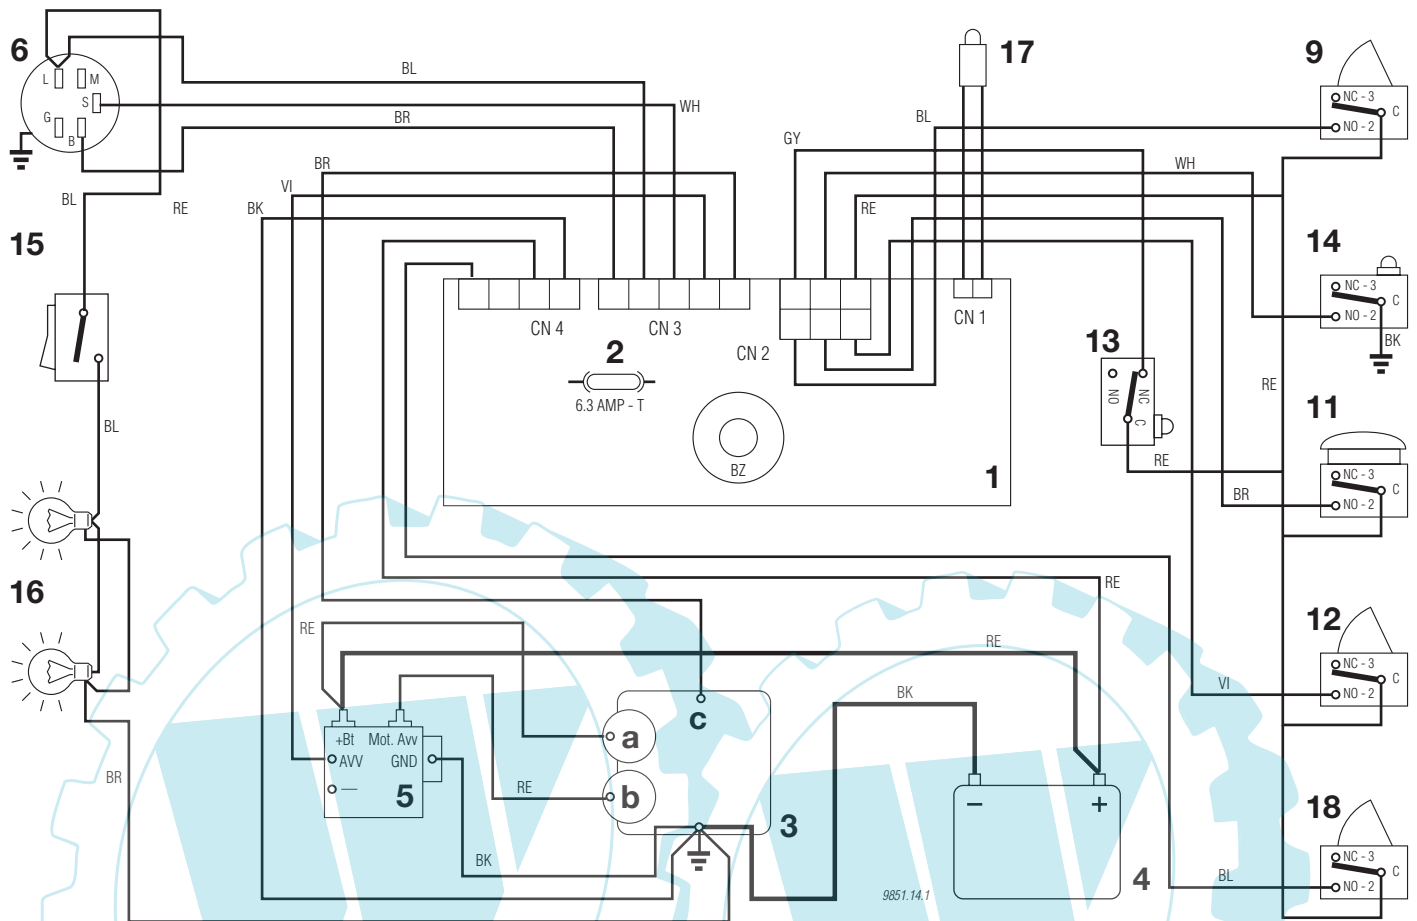 6
L
M
S
G
B
BL
WH
BR
17
9
NC - 3
C
NO - 2
BL
GY
BR
VI
BK
RE
BL
WH
RE
15
14
NC - 3
C
NO - 2
BK
CN 4
CN 3
CN 2
CN 1
2
6.3 AMP - T
13
NO
NC
C
RE
RE
BZ
1
11
NC - 3
C
NO - 2
BR
BL
16
RE
RE
RE
BK
12
NC - 3
C
NO - 2
VI
c
+Bt
Mot. Avv
AVV
GND
—
5
a
b
RE
3
BR
BK
−
+
4
9851.14.1
18
NC - 3
C
NO - 2
BL